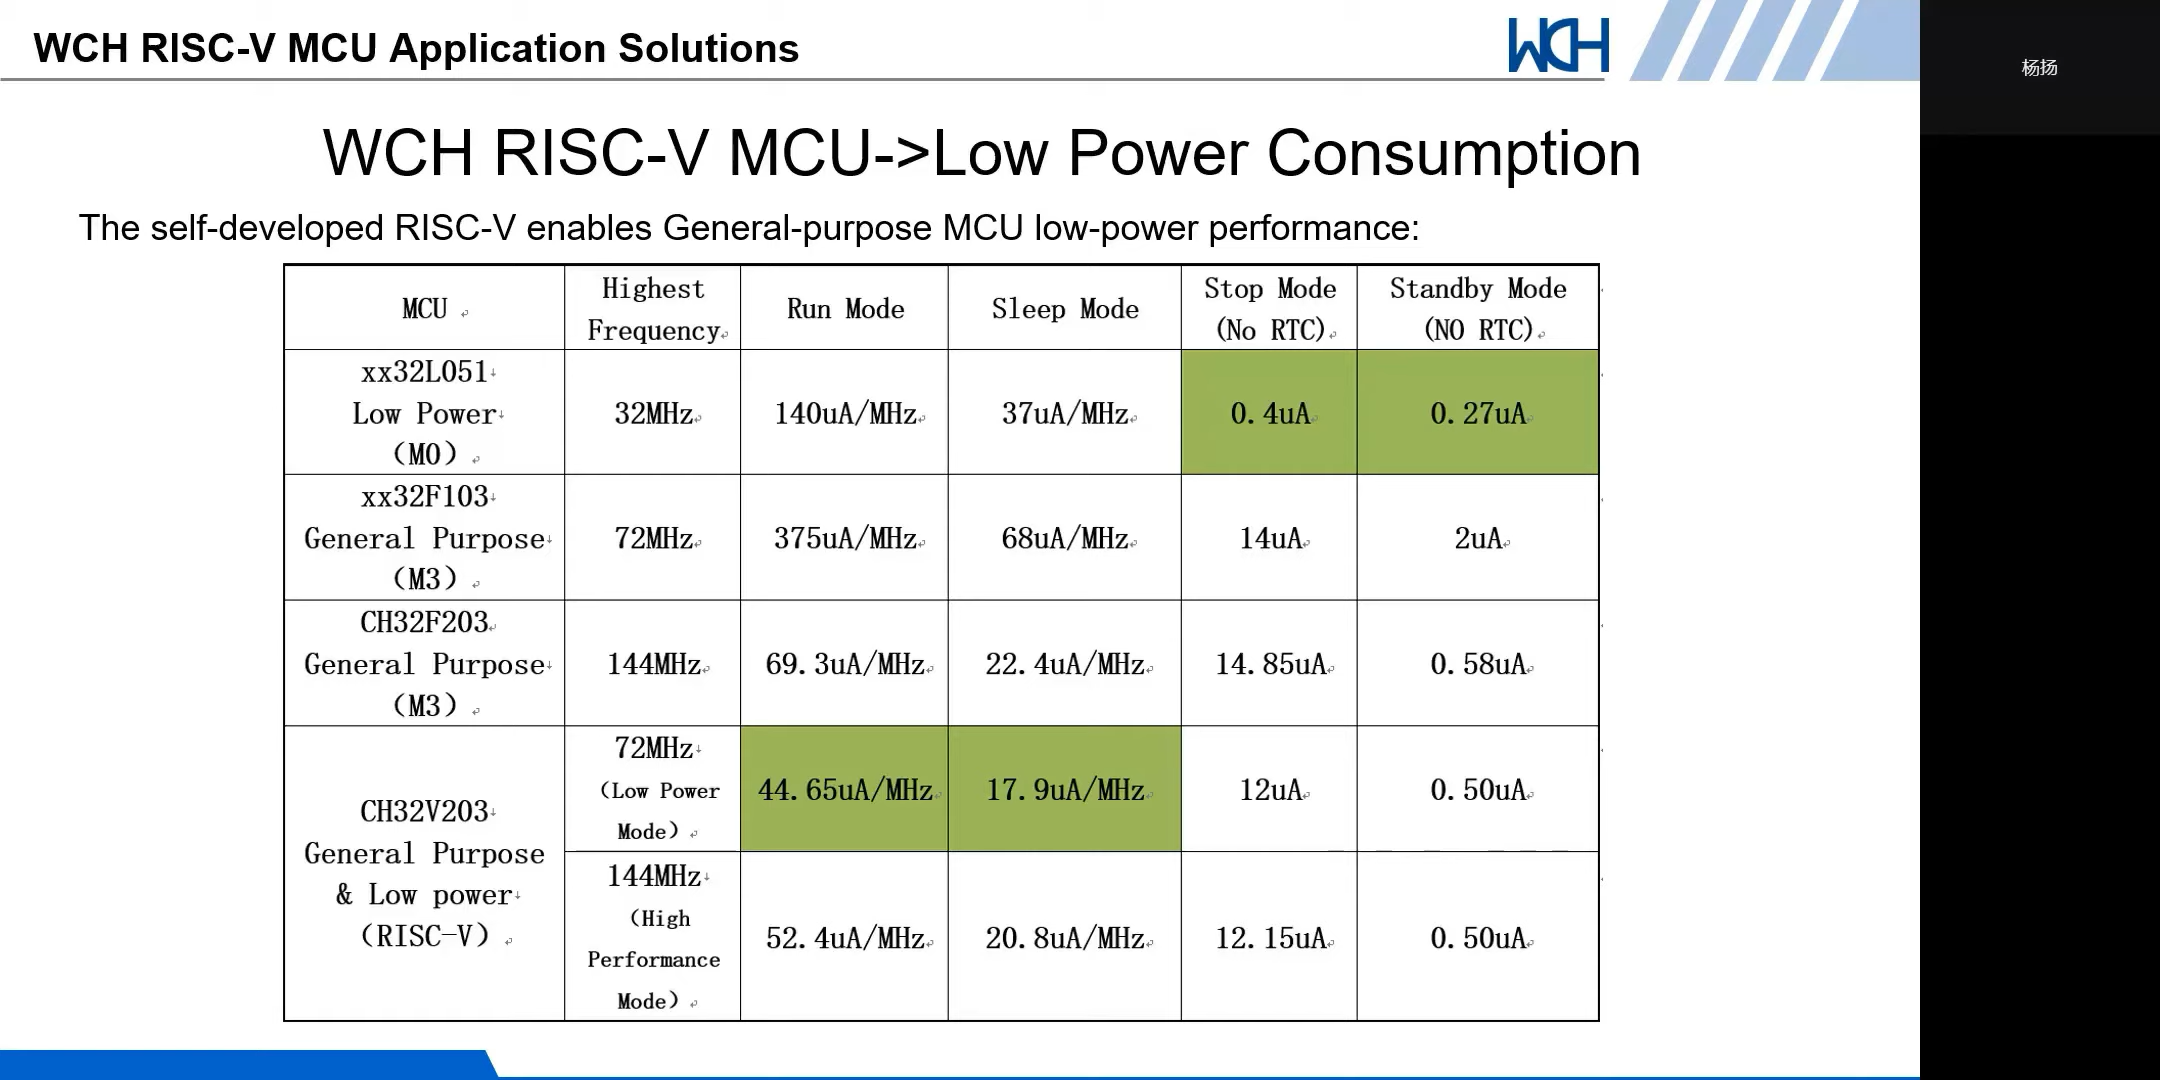 WCH RISC-V MCU Application Solutions
WCH
杨扬
WCH RISC-V MCU->Low Power Consumption
The self-developed RISC-V enables General-purpose MCU low-power performance:
MCU
Highest
Frequency
Run Mode
Sleep Mode
Stop Mode
(No RTC)
Standby Mode
(NO RTC)
xx32L051
Low Power
(M0)
32MHz
140uA/MHz
37uA/MHz
0.4uA
0.27uA
xx32F103
General Purpose
(M3)
72MHz
375uA/MHz
68uA/MHz
14uA
2uA
CH32F203
General Purpose
(M3)
144MHz
69.3uA/MHz
22.4uA/MHz
14.85uA
0.58uA
CH32V203
General Purpose
& Low power
(RISC-V)
72MHz
(Low Power
Mode)
44.65uA/MHz
17.9uA/MHz
12uA
0.50uA
144MHz
(High
Performance
Mode)
52.4uA/MHz
20.8uA/MHz
12.15uA
0.50uA